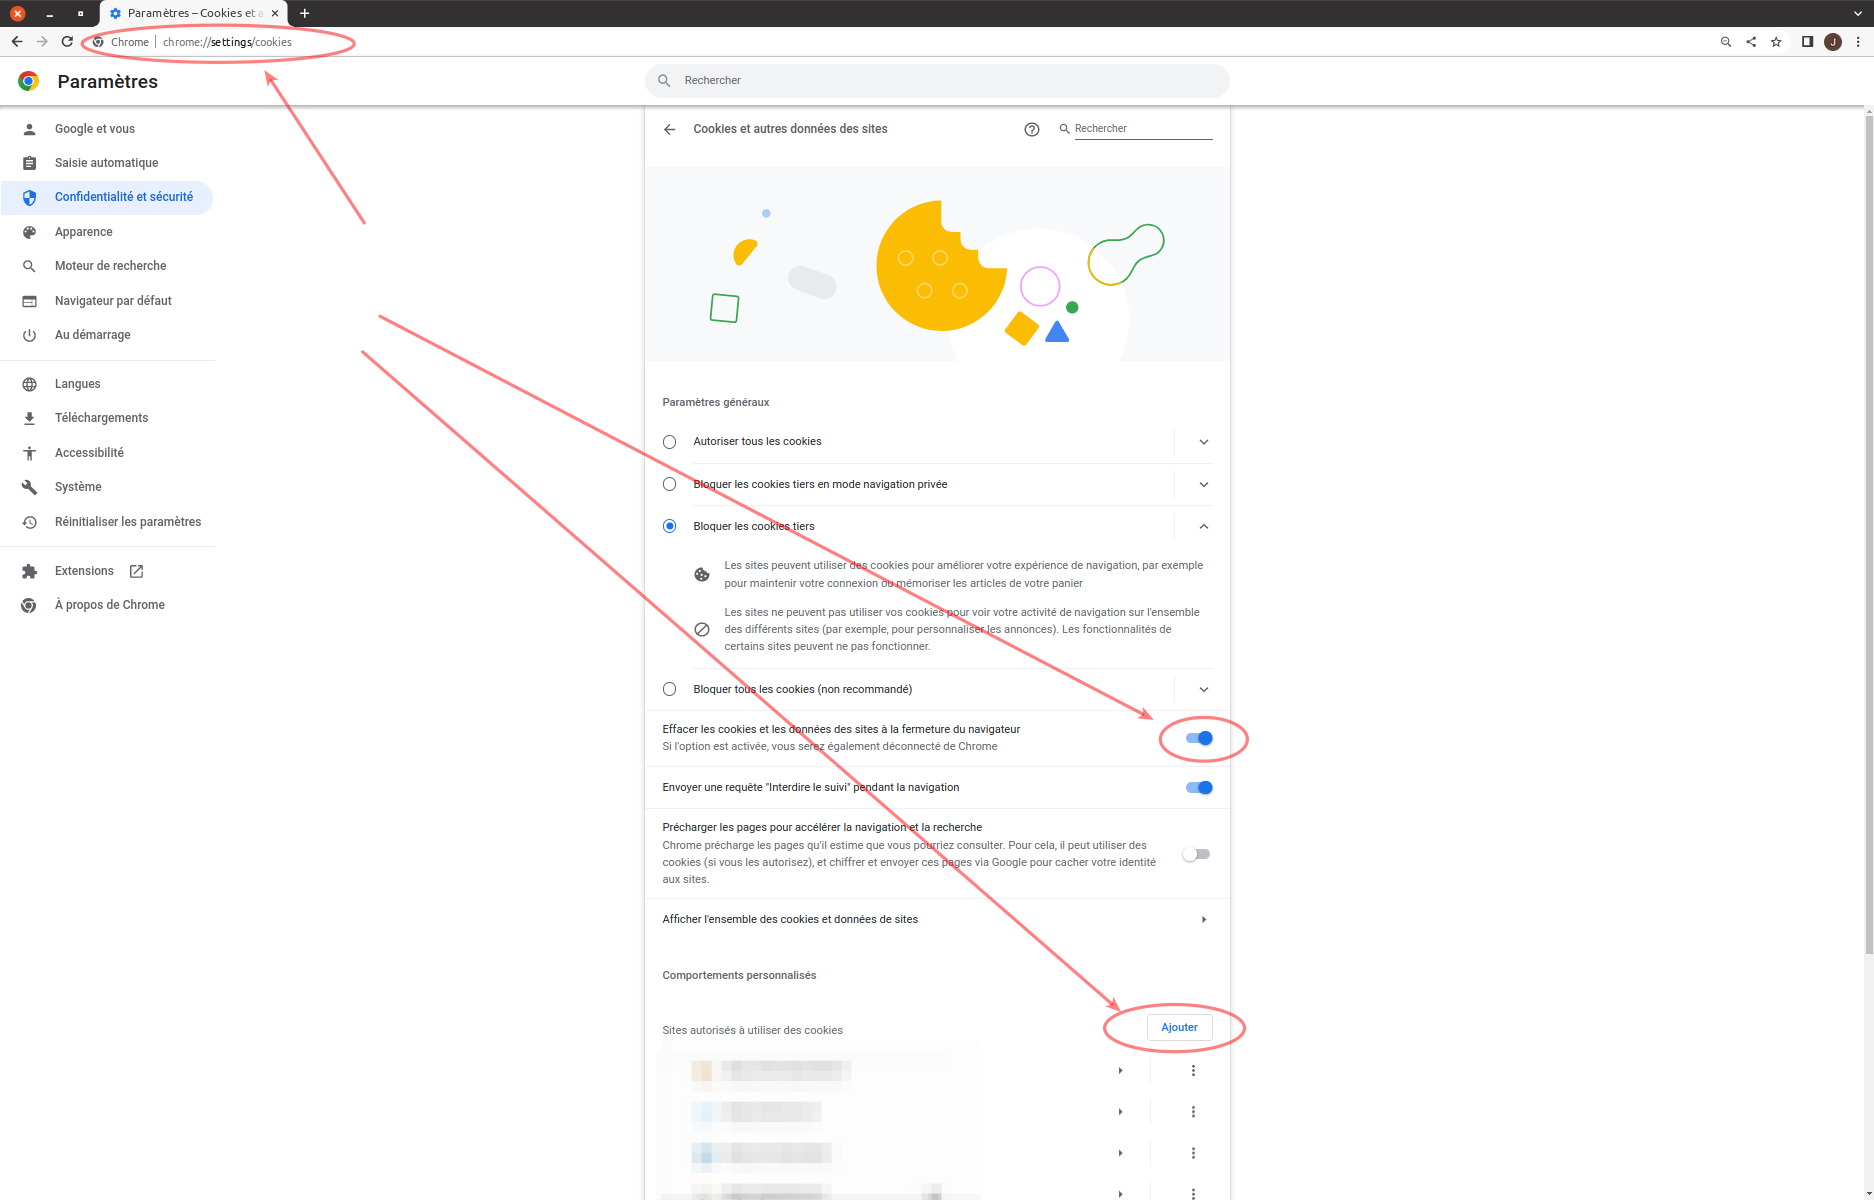 Paramètres – Cookies et a
Chrome | chrome://settings/cookies
J
Paramètres
Rechercher
Google et vous
Saisie automatique
Confidentialité et sécurité
Apparence
Moteur de recherche
Navigateur par défaut
Au démarrage
Langues
Téléchargements
Accessibilité
Système
Réinitialiser les paramètres
Extensions
À propos de Chrome
Cookies et autres données des sites
Rechercher
Paramètres généraux
Autoriser tous les cookies
Bloquer les cookies tiers en mode navigation privée
Bloquer les cookies tiers
Les sites peuvent utiliser des cookies pour améliorer votre expérience de navigation, par exemple
pour maintenir votre connexion ou mémoriser les articles de votre panier
Les sites ne peuvent pas utiliser vos cookies pour voir votre activité de navigation sur l'ensemble
des différents sites (par exemple, pour personnaliser les annonces). Les fonctionnalités de
certains sites peuvent ne pas fonctionner.
Bloquer tous les cookies (non recommandé)
Effacer les cookies et les données des sites à la fermeture du navigateur
Si l'option est activée, vous serez également déconnecté de Chrome
Envoyer une requête "Interdire le suivi" pendant la navigation
Précharger les pages pour accélérer la navigation et la recherche
Chrome précharge les pages qu'il estime que vous pourriez consulter. Pour cela, il peut utiliser des
cookies (si vous les autorisez), et chiffrer et envoyer ces pages via Google pour cacher votre identité
aux sites.
Afficher l'ensemble des cookies et données de sites
Comportements personnalisés
Sites autorisés à utiliser des cookies
Ajouter